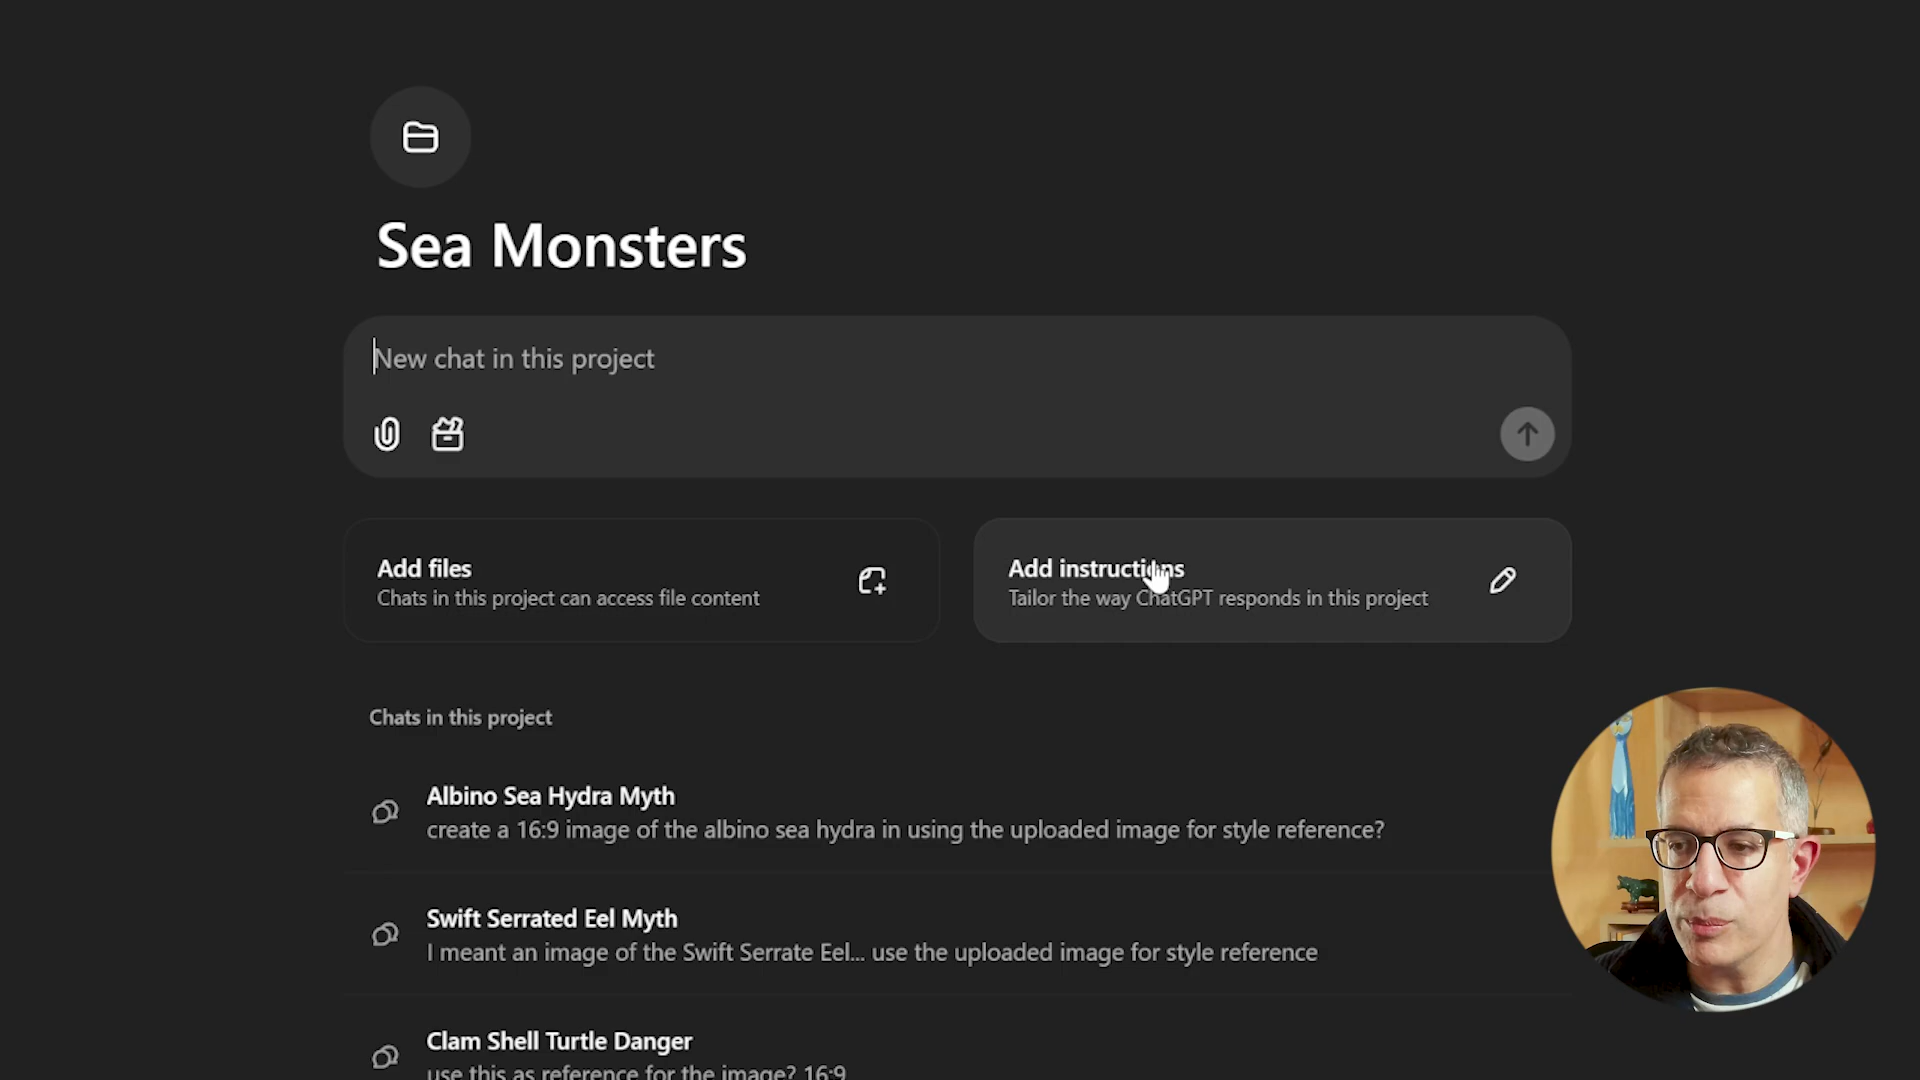 Sea Monsters
New chat in this project
Add files
Chats in this project can access file content
Add instructions
Tailor the way ChatGPT responds in this project
Chats in this project
Albino Sea Hydra Myth
create a 16:9 image of the albino sea hydra in using the uploaded image for style reference?
Swift Serrated Eel Myth
I meant an image of the Swift Serrate Eel... use the uploaded image for style reference
Clam Shell Turtle Danger
use this as reference for the image? 16:9